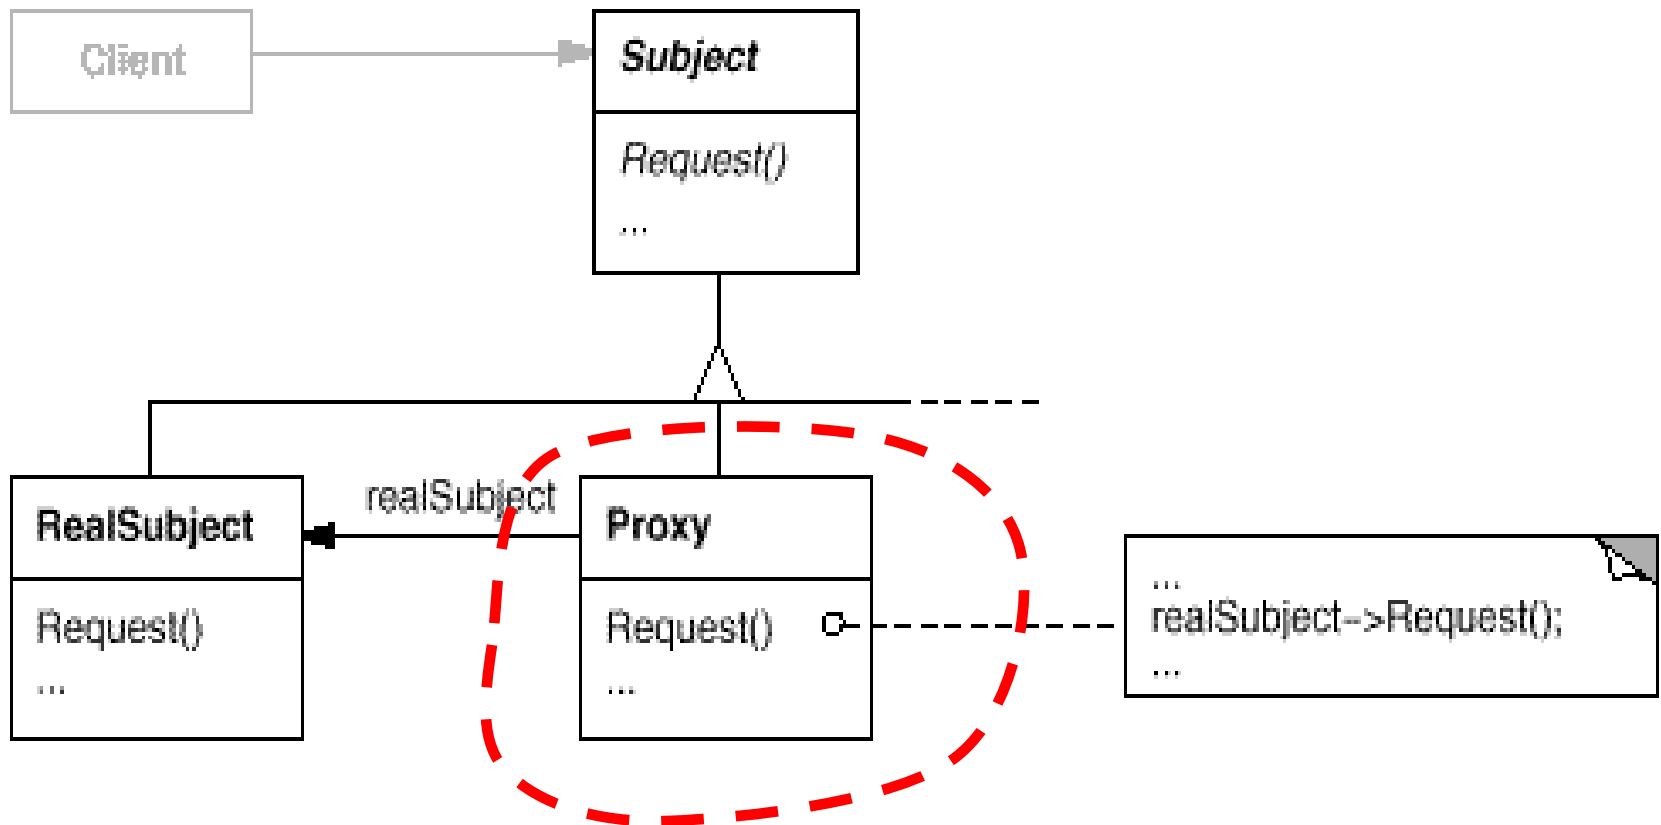 Client
Subject
Request()
...
realSubject
RealSubject
Request()
...
Proxy
Request()
...
...
realSubject->Request();
...